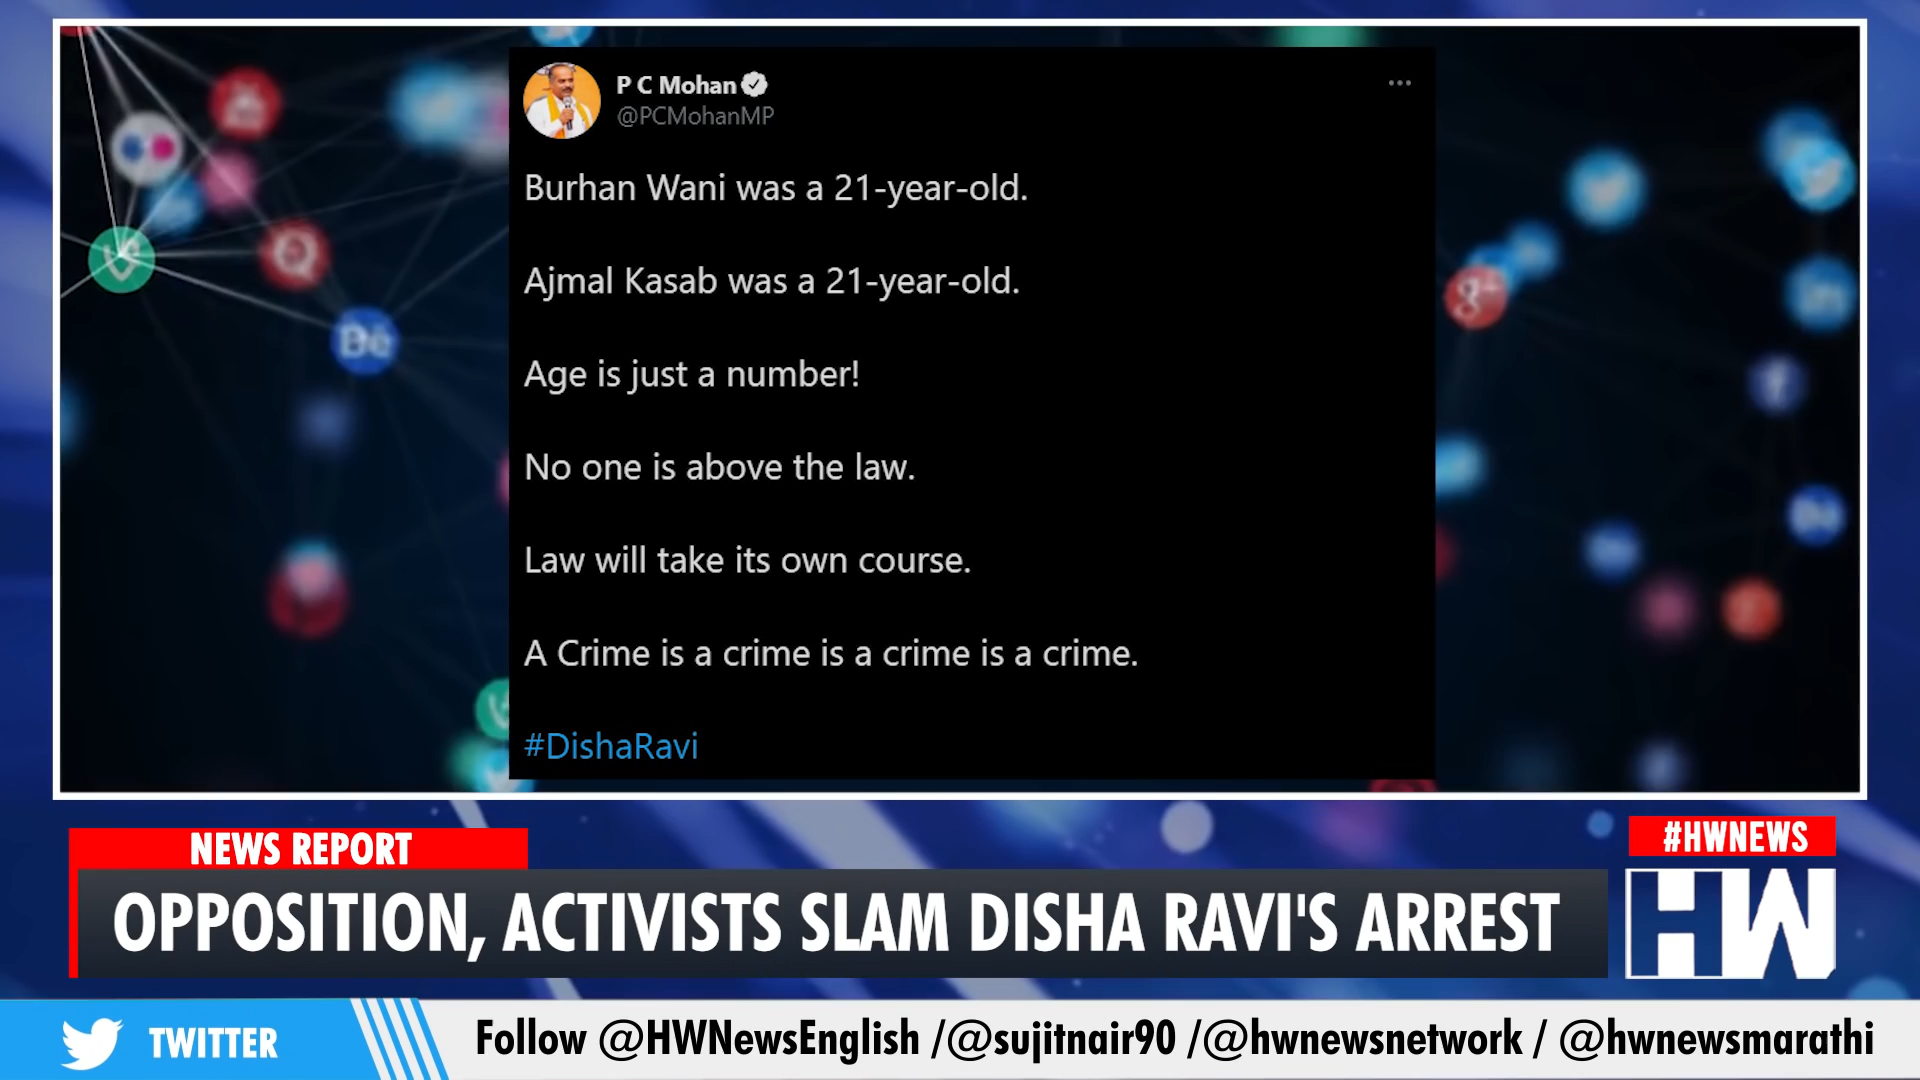 P C Mohan
@PCMohanMP
Burhan Wani was a 21-year-old.
Ajmal Kasab was a 21-year-old.
Age is just a number!
No one is above the law.
Law will take its own course.
A Crime is a crime is a crime is a crime.
#DishaRavi
NEWS REPORT
OPPOSITION, ACTIVISTS SLAM DISHA RAVI'S ARREST
#HWNEWS
HW
TWITTER
Follow @HWNewsEnglish /@sujitnair90 /@hwnewsnetwork / @hwnewsmarathi